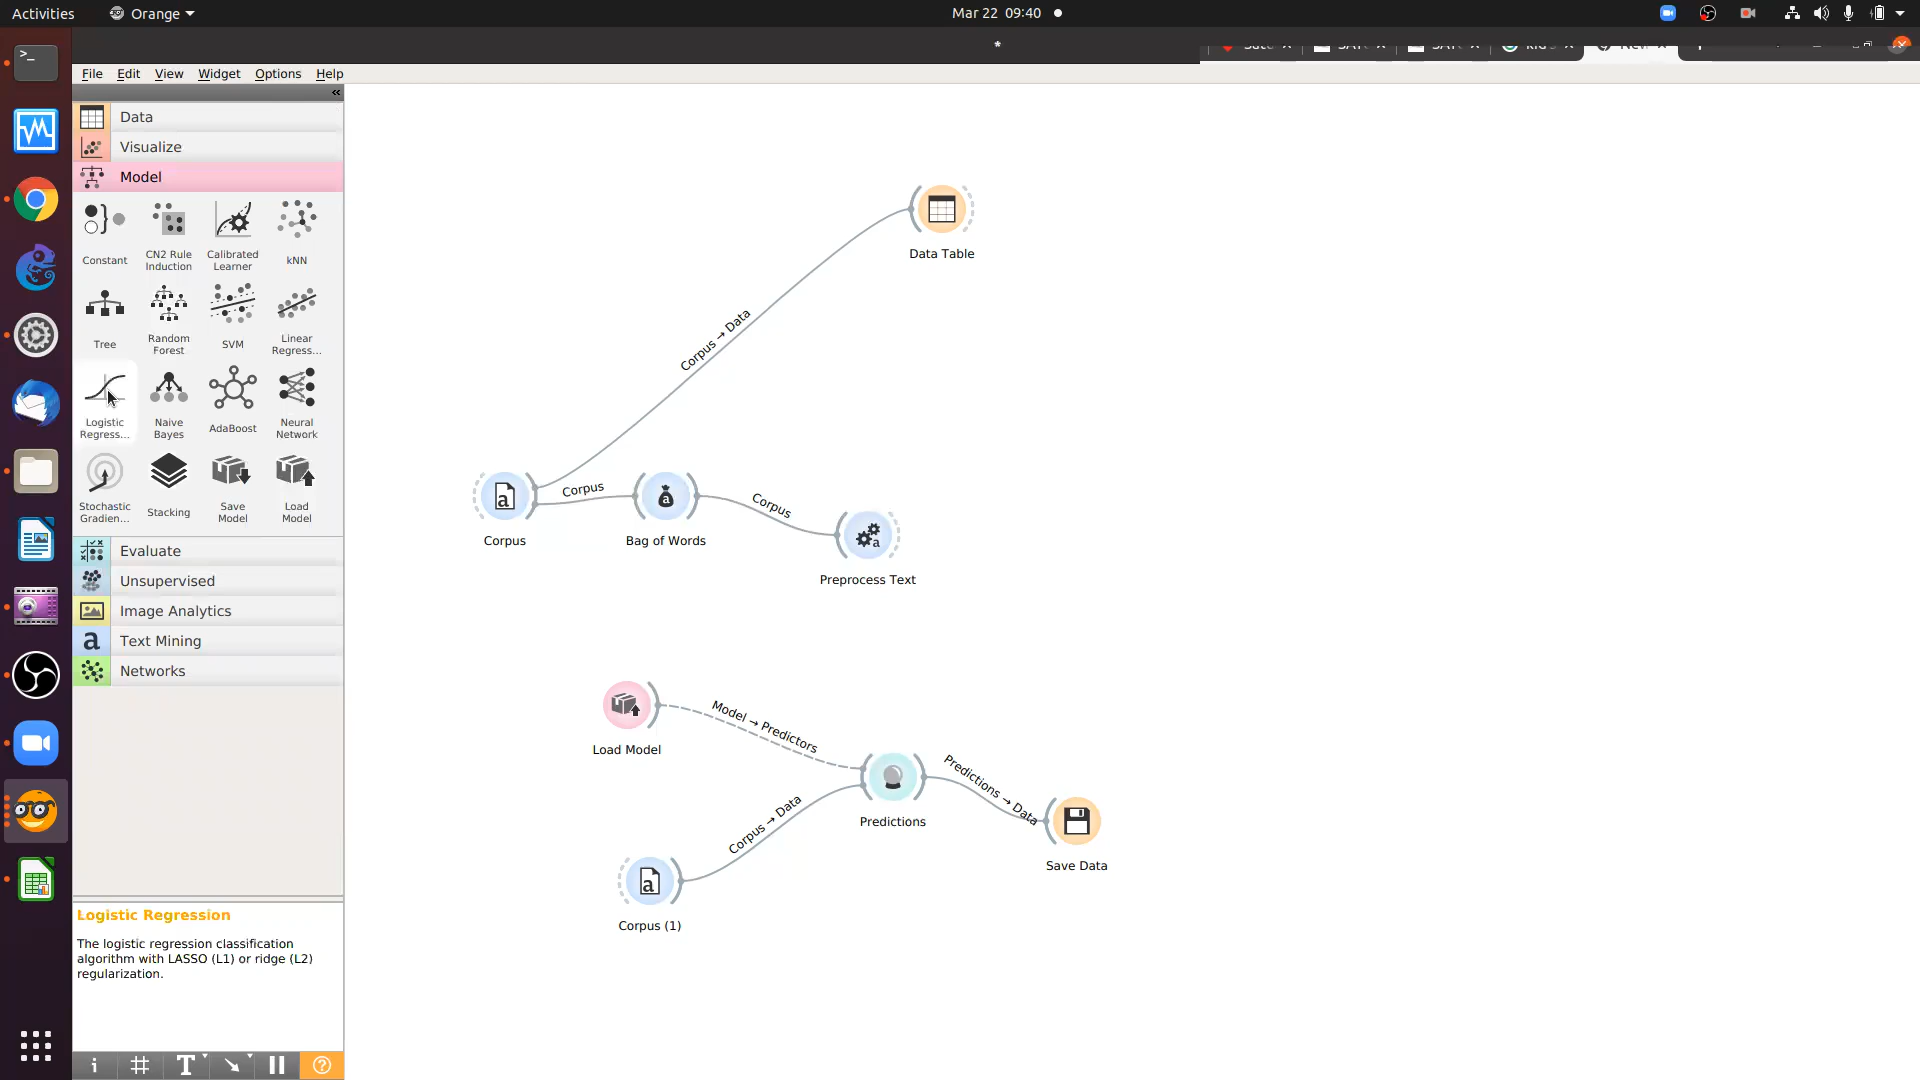 Activities
Orange
Mar 22 09:40
*
File Edit View Widget Options Help
«
Data
Visualize
Model
Constant
CN2 Rule
Induction
Calibrated
Learner
kNN
Tree
Random
Forest
SVM
Linear
Regress...
Logistic
Regress...
Naive
Bayes
AdaBoost
Neural
Network
Stochastic
Gradien...
Stacking
Save
Model
Load
Model
Evaluate
Unsupervised
Image Analytics
Text Mining
Networks
Logistic Regression
The logistic regression classification
algorithm with LASSO (L1) or ridge (L2)
regularization.
Data Table
Corpus → Data
Corpus
Corpus
Corpus
Bag of Words
Preprocess Text
Load Model
Model → Predictors
Predictions → Data
Corpus → Data
Predictions
Save Data
Corpus (1)